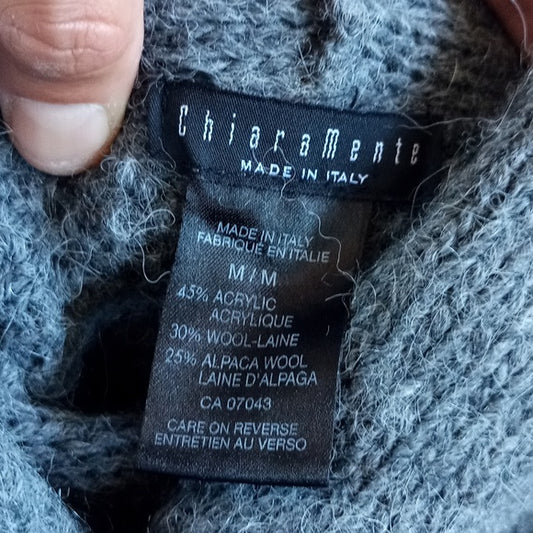 ChiaraMente
MADE IN ITALY
MADE IN ITALY
FABRIQUÉ EN ITALIE
M / M
45% ACRYLIC
ACRYLIQUE
30% WOOL-LAINE
25% ALPACA WOOL
LAINE D'ALPAGA
CA 07043
CARE ON REVERSE
ENTRETIEN AU VERSO